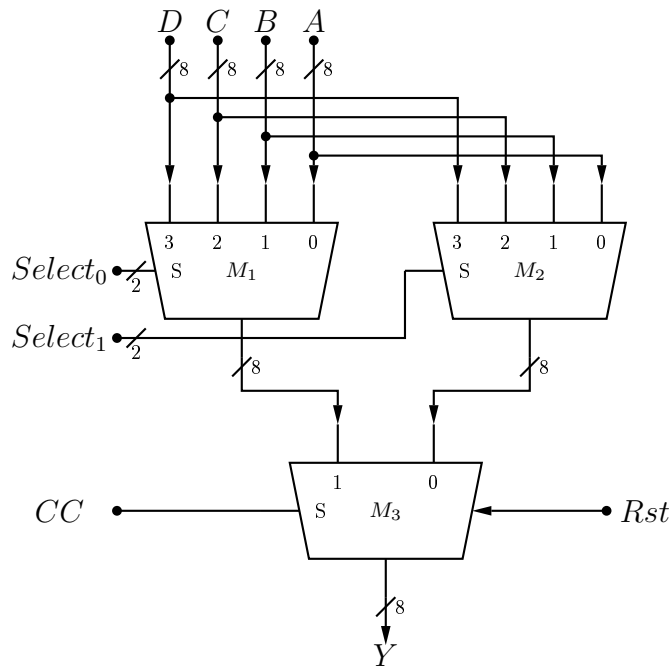 D C B A
8 8 8 8
3 2 1 0 3 2 1 0
Select₀ 2 S M₁ S M₂
Select₁ 2
8 8
1 0
CC S M₃ Rst
8
Y